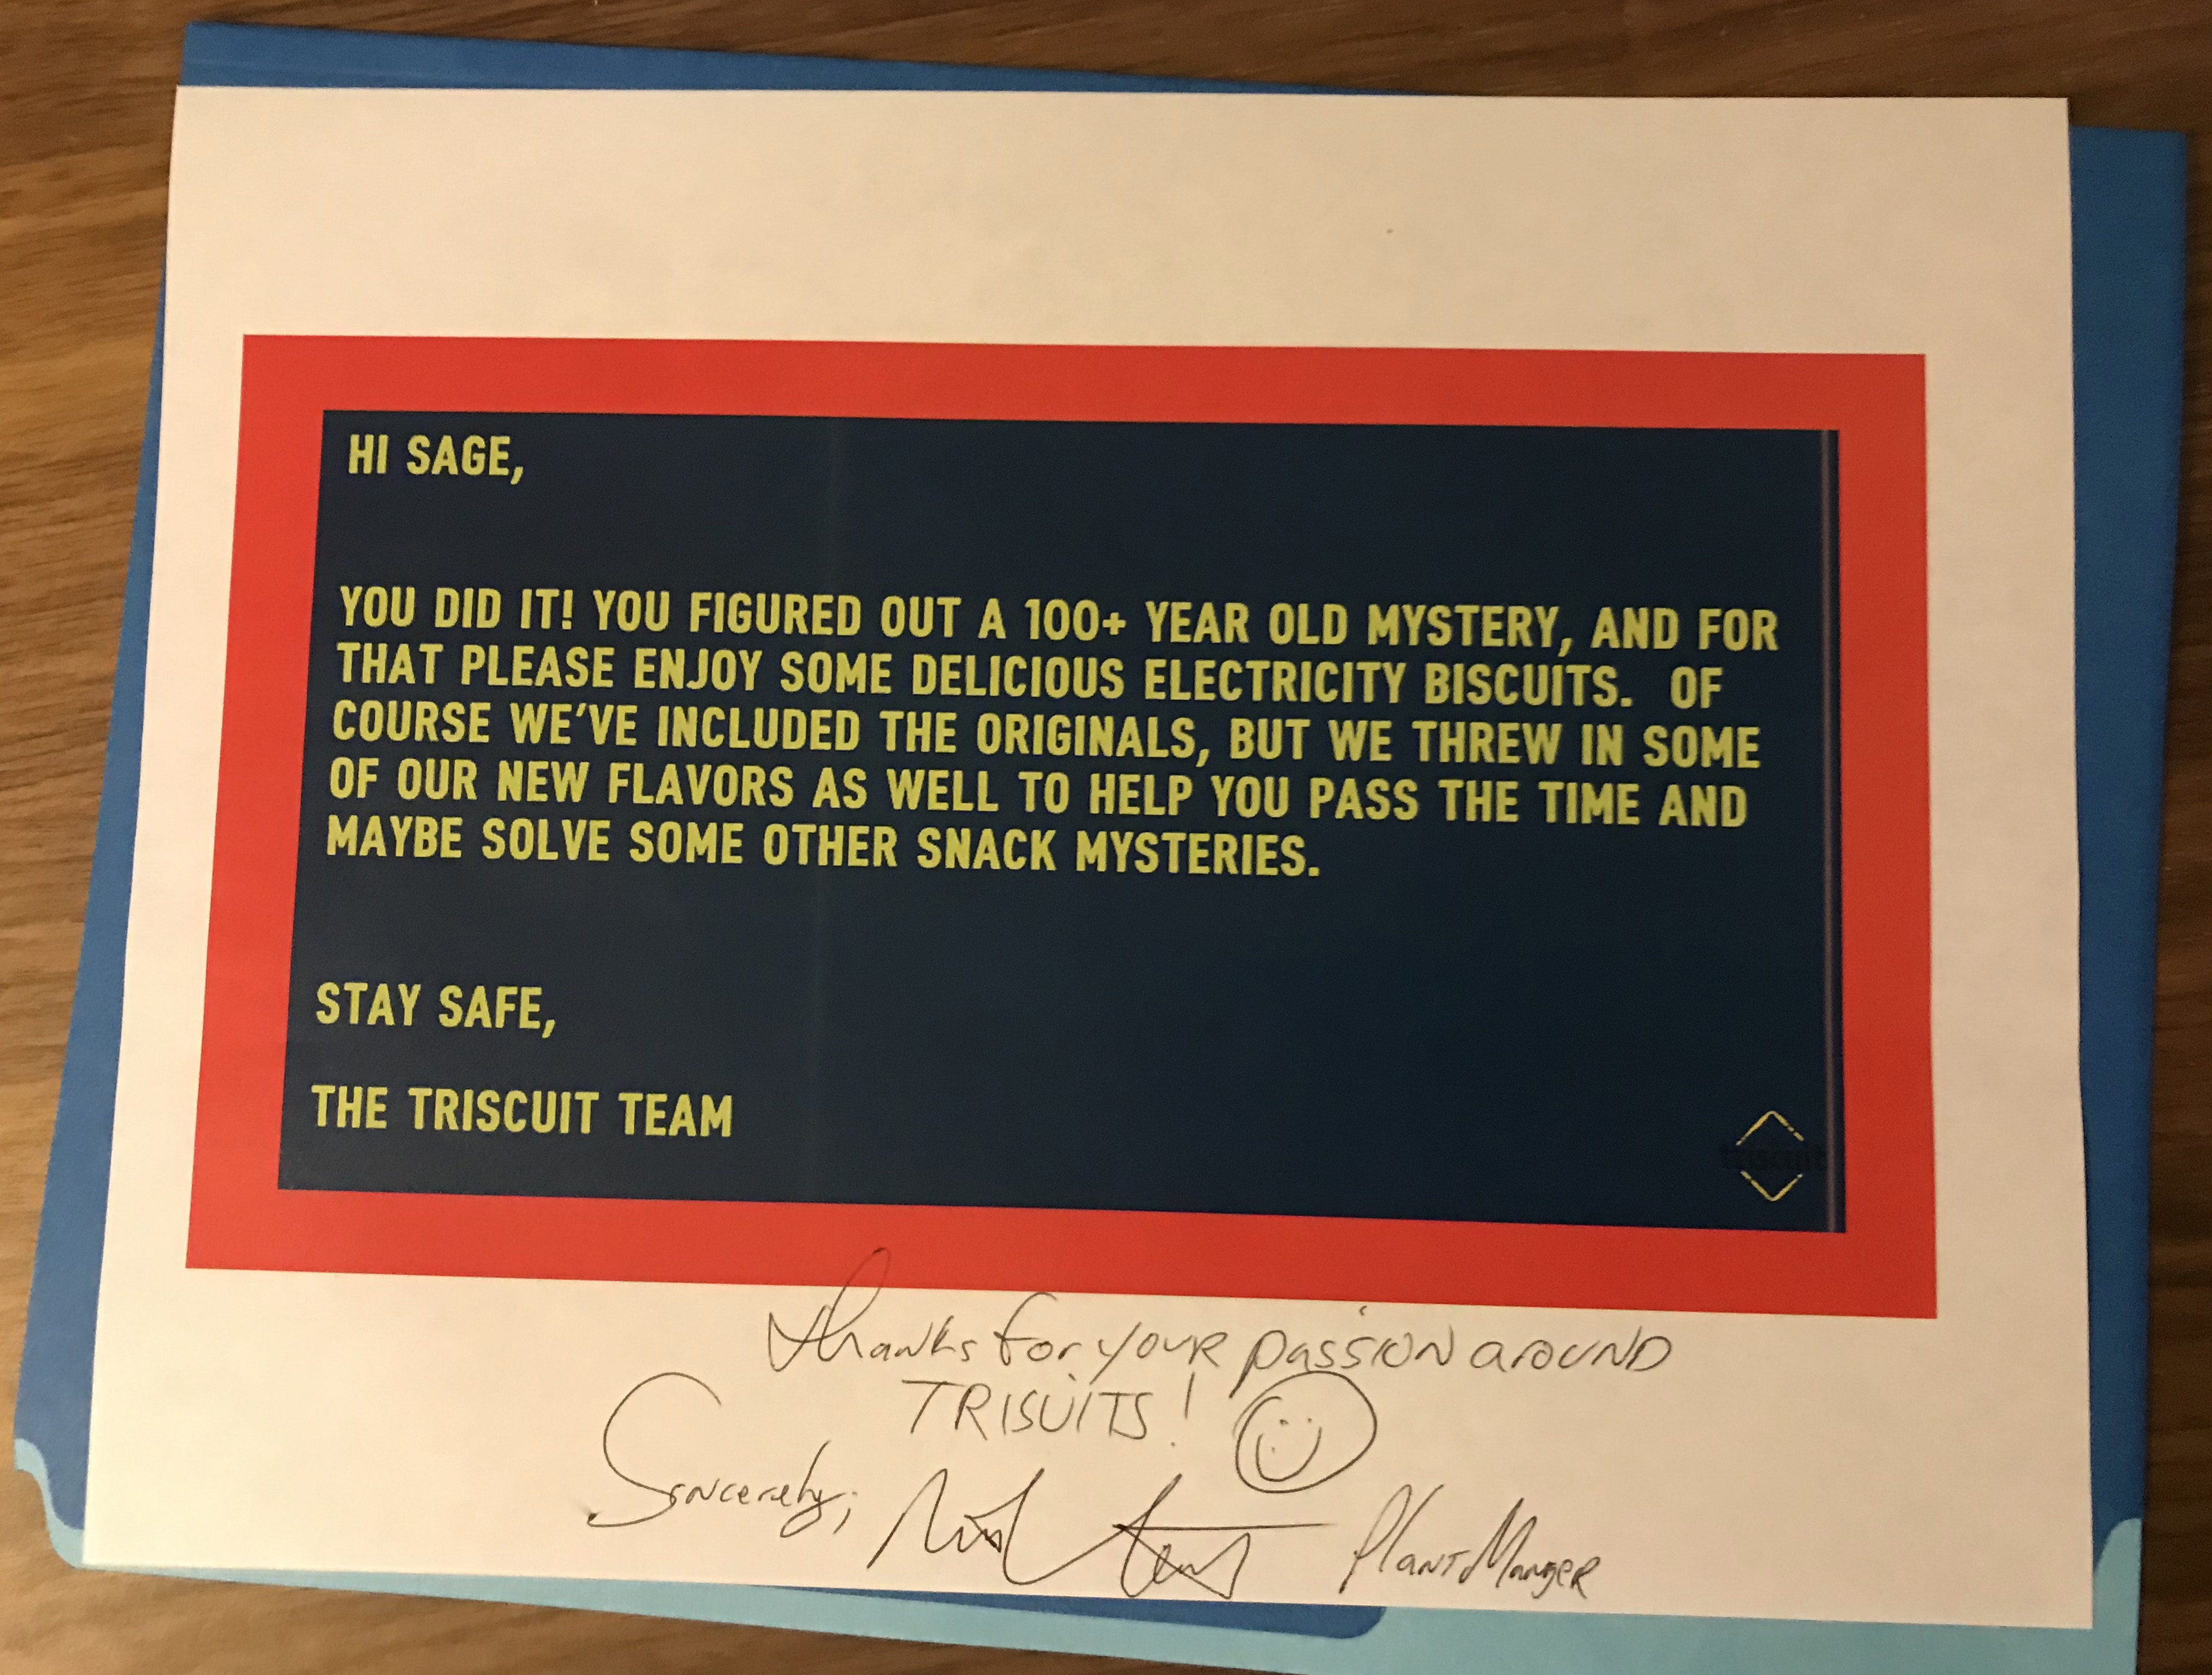 HI SAGE,
YOU DID IT! YOU FIGURED OUT A 100+ YEAR OLD MYSTERY, AND FOR
THAT PLEASE ENJOY SOME DELICIOUS ELECTRICITY BISCUITS. OF
COURSE WE'VE INCLUDED THE ORIGINALS, BUT WE THREW IN SOME
OF OUR NEW FLAVORS AS WELL TO HELP YOU PASS THE TIME AND
MAYBE SOLVE SOME OTHER SNACK MYSTERIES.
STAY SAFE,
THE TRISCUIT TEAM
triscuit
thanks for your passion around
TRISUITS!
Sincerely,
Plant Manger